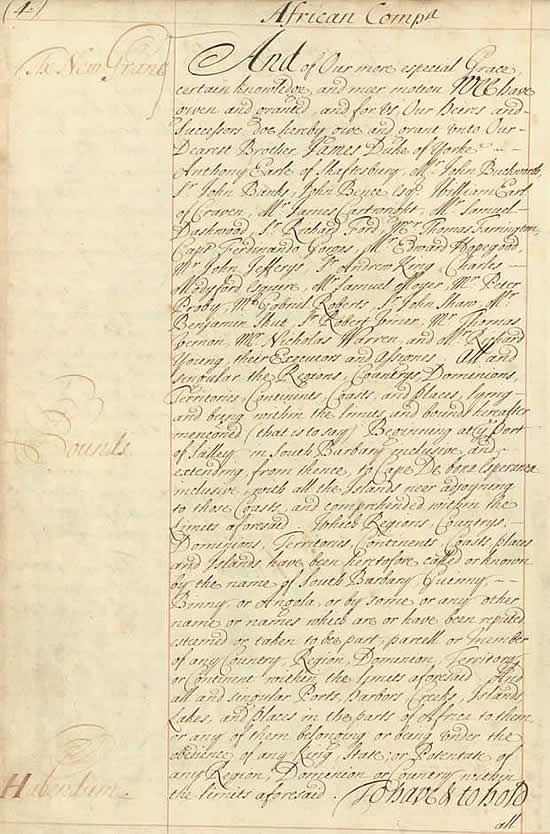 (4)
African Compa
The New Grant
And of Our more especial Grace,
certain knowledge, and meer motion WEE have
given and granted, and for Us Our Heires and
Successors doe hereby give and grant unto Our
Dearest Brother James Duke of Yorke
Anthony Earle of Shaftesbury, Mr. John Buckworth,
Sr. John Banks, John Bence Esqr. William Earl
of Craven, Mr. James Cartwright, Mr. Samuel
Dashwood, Sr. Richard Ford, Mr. Thomas Farrington,
Capt Ferdinando Gorges, Mr. Edward Hopegood,
Mr. John Jefferys, Sr. Andrew King, Charles
Modyford Esquire, Mr. Samuel Moyer, Mr. Peter
Proby, Mr. Gabriel Roberts, Sr. John Shaw, Mr.
Benjamin Shut, Sr. Robert Vyner, Mr. Thomas
Vernon, Mr. Nicholas Warren, and Mr. Richard
Young, their Executors and Assignes, All and
singular the Regions, Countrys Domenions,
Territories, Continents, Coasts, and places, lying
and being within the limits, and bounds hereafter
Bounds
mencioned (that is to say) Beginning at ye Port
of Salley in South Barbary inclusive and
extending from thence, to Cape De bona Esperanza
inclusive, with all the Islands neer adjoyning
to those Coasts, and comprehended within the
limits aforesaid. Which Regions, Countrys,
Dominions, Territories, Continents, Coasts, places
and Islands have been heretofore called or known
by the name of South Barbary, Guinny,
Binny, or Angola, or by some or any other
name or names which are or have been reputed
esteemed or taken to be part, parcell or Member
of any Country, Region, Dominion, Territory,
or Continent within the limits aforesaid. And
all and singular Ports, Harbors Creeks, Islands,
Lakes, and places in the parts of Africa to them
or any of them belonging or being under the
obedience of any King, State, or Potentate of
any Region, Dominion or Country within
Habendum
the limits aforesaid. To have & to hold
all